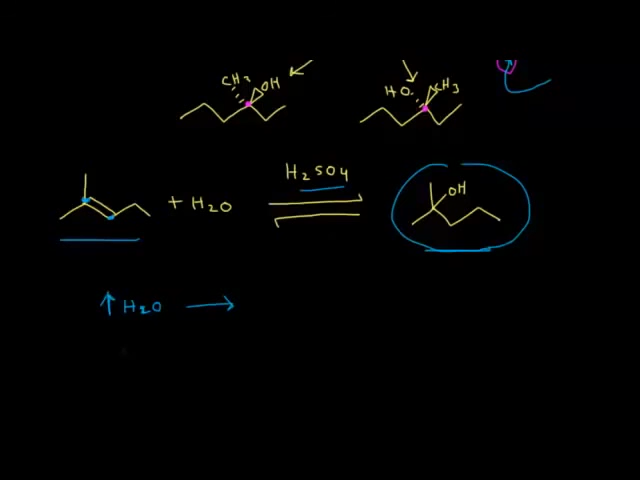 CH3 OH HO CH3
H2SO4
+ H2O OH
↑ H2O →